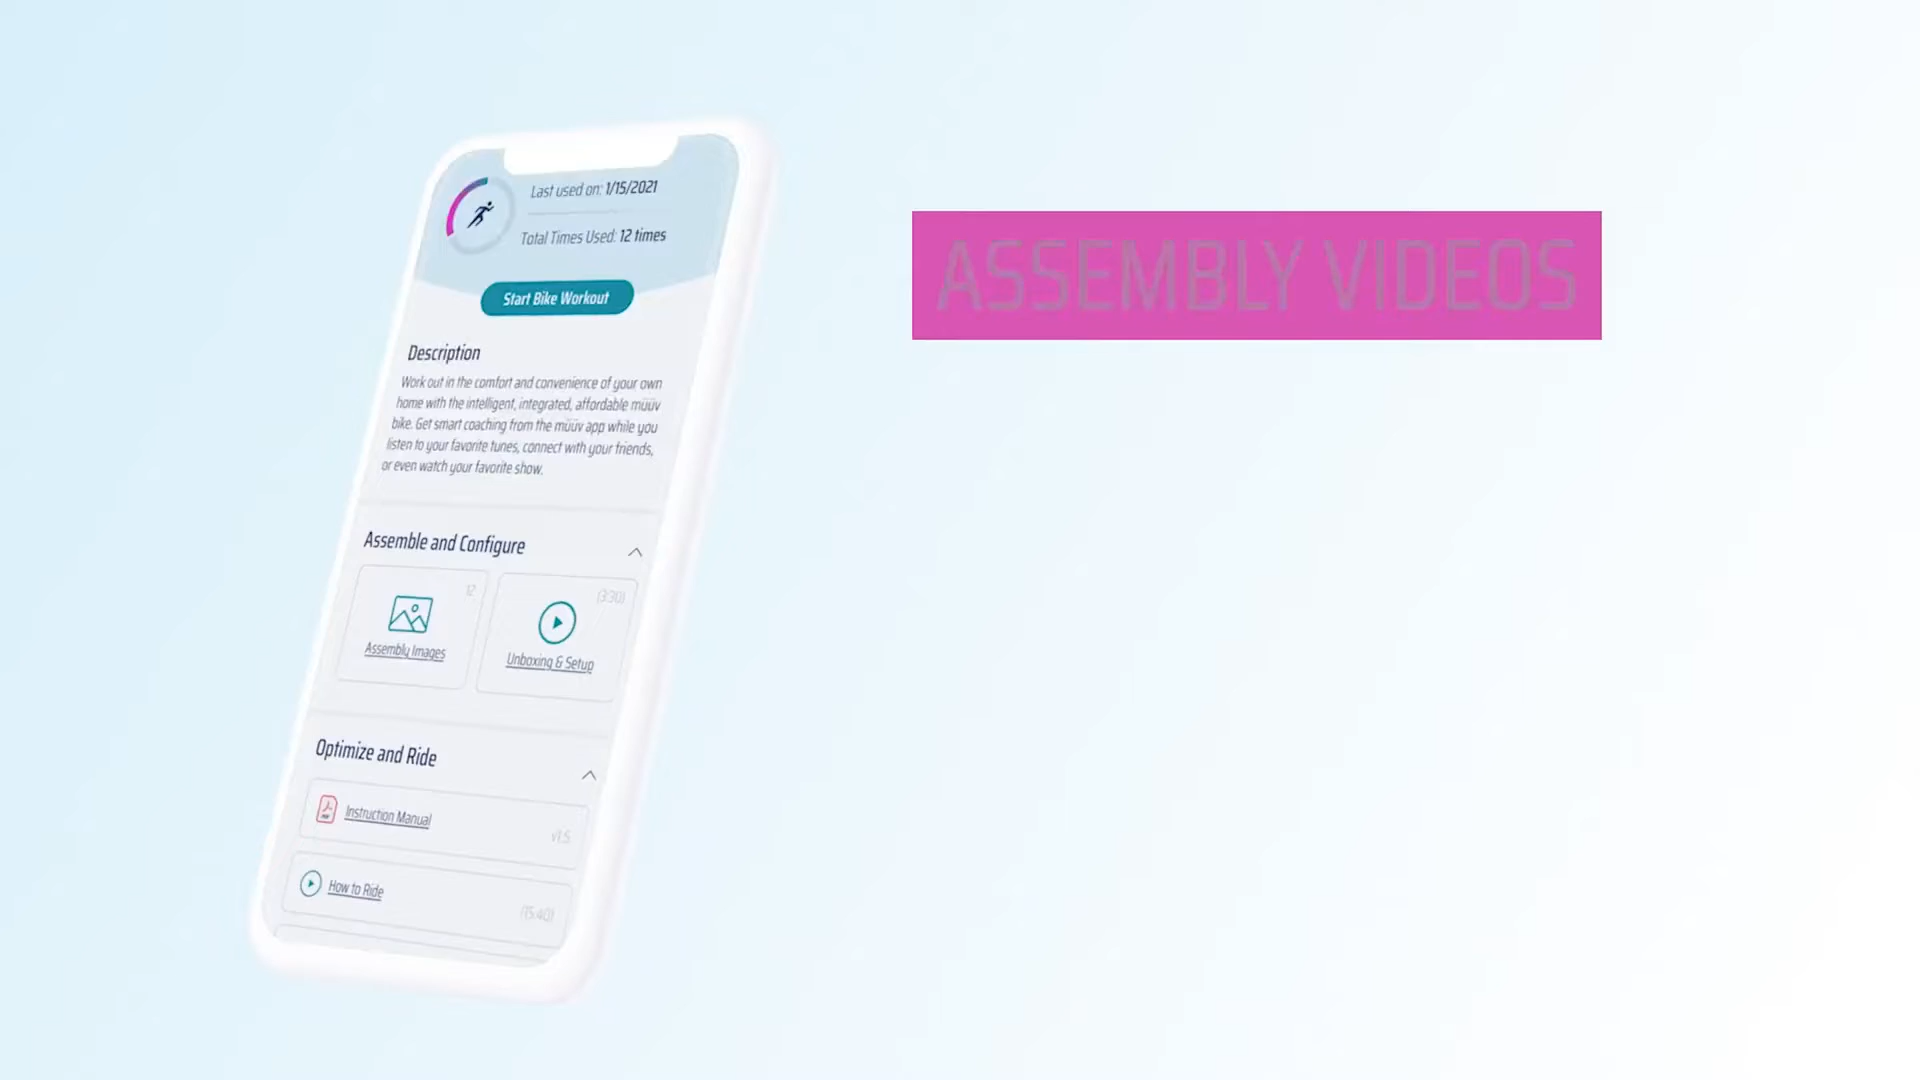 Last used on: 1/15/2021
Total Times Used: 12 times
Start Bike Workout
Description
Work out in the comfort and convenience of your own
home with the intelligent, integrated, affordable müüv
bike. Get smart coaching from the müüv app while you
listen to your favorite tunes, connect with your friends,
or even watch your favorite show.
Assemble and Configure
12
Assembly Images
(3:30)
Unboxing & Setup
Optimize and Ride
PDF
Instruction Manual
v1.5
How to Ride
(15:40)
ASSEMBLY VIDEOS